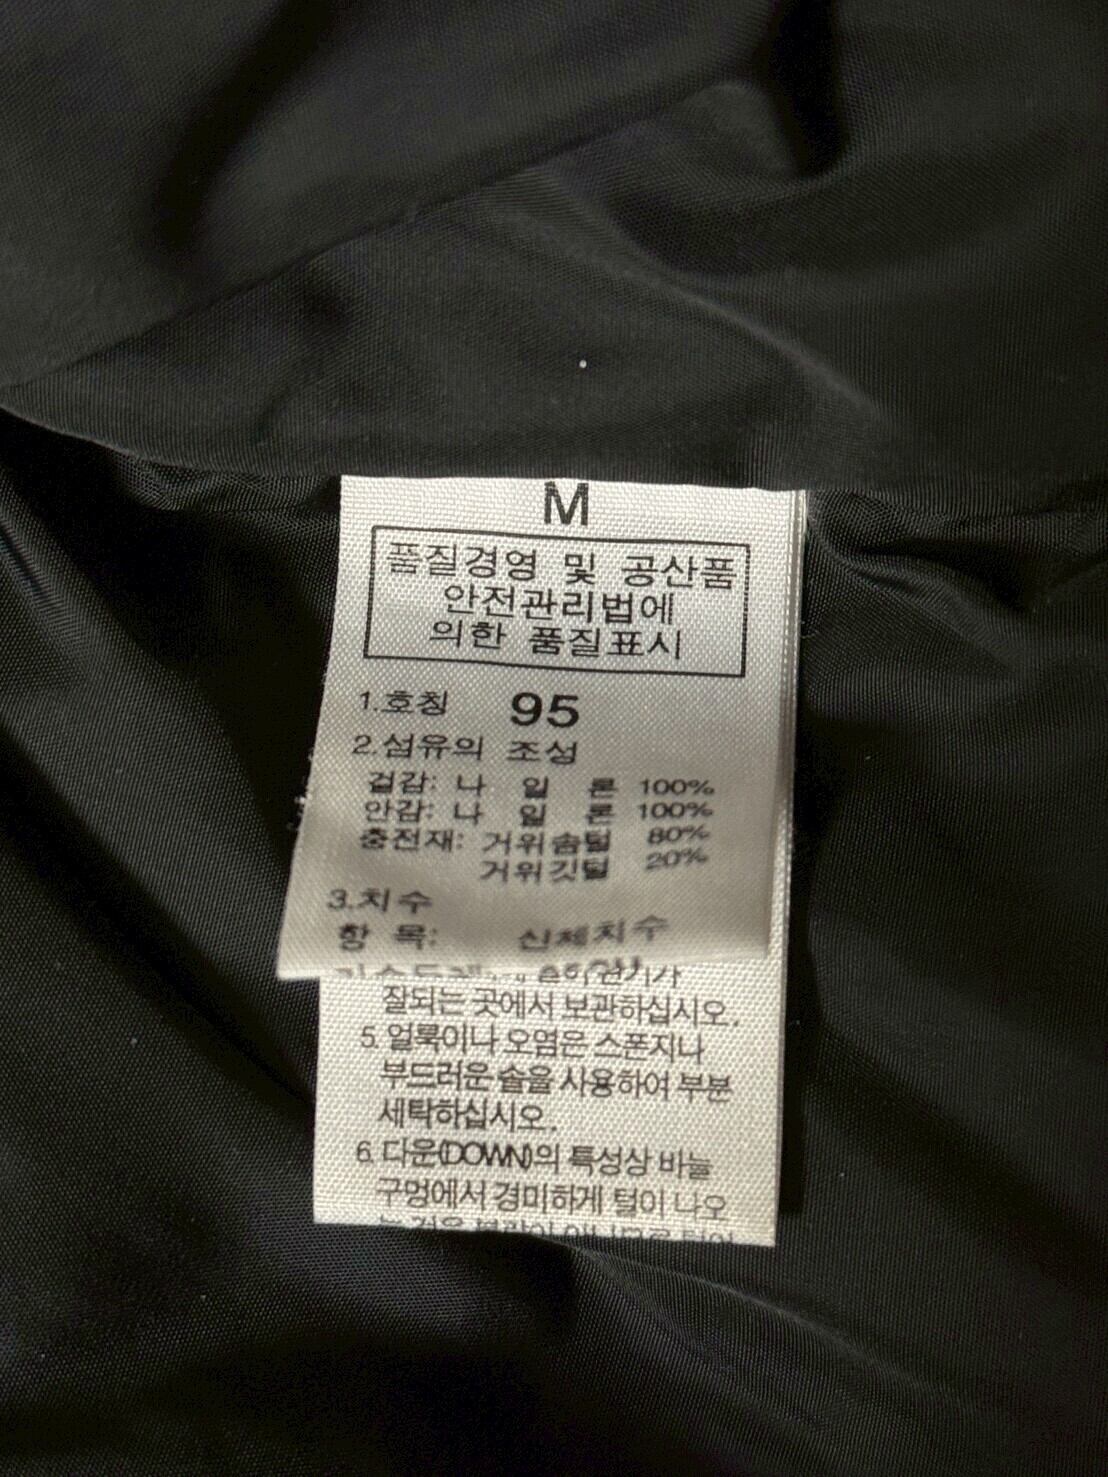 M
품질경영 및 공산품
안전관리법에
의한 품질표시
1.호칭 95
2.섬유의 조성
겉감: 나 일 론 100%
안감: 나 일 론 100%
충전재: 거위솜털 80%
거위깃털 20%
3.치수
항 목: 신체치수
잘되는 곳에서 보관하십시오.
5. 얼룩이나 오염은 스폰지나
부드러운 솔을 사용하여 부분
세탁하십시오.
6. 다운(DOWN)의 특성상 바늘
구멍에서 경미하게 털이 나오